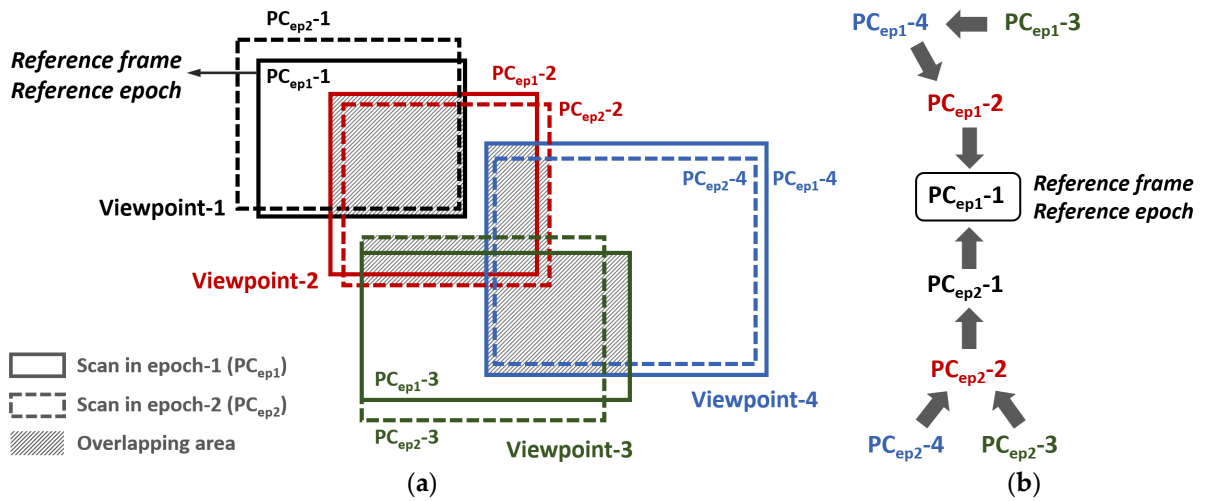 PCep2-1
Reference frame
Reference epoch
PCep1-1
PCep1-2
PCep2-2
Viewpoint-1
PCep2-4
PCep1-4
Viewpoint-2
PCep1-3
Viewpoint-4
PCep2-3
Viewpoint-3
Scan in epoch-1 (PCep1)
Scan in epoch-2 (PCep2)
Overlapping area
(a)
PCep1-4
PCep1-3
PCep1-2
PCep1-1
Reference frame
Reference epoch
PCep2-1
PCep2-2
PCep2-4
PCep2-3
(b)